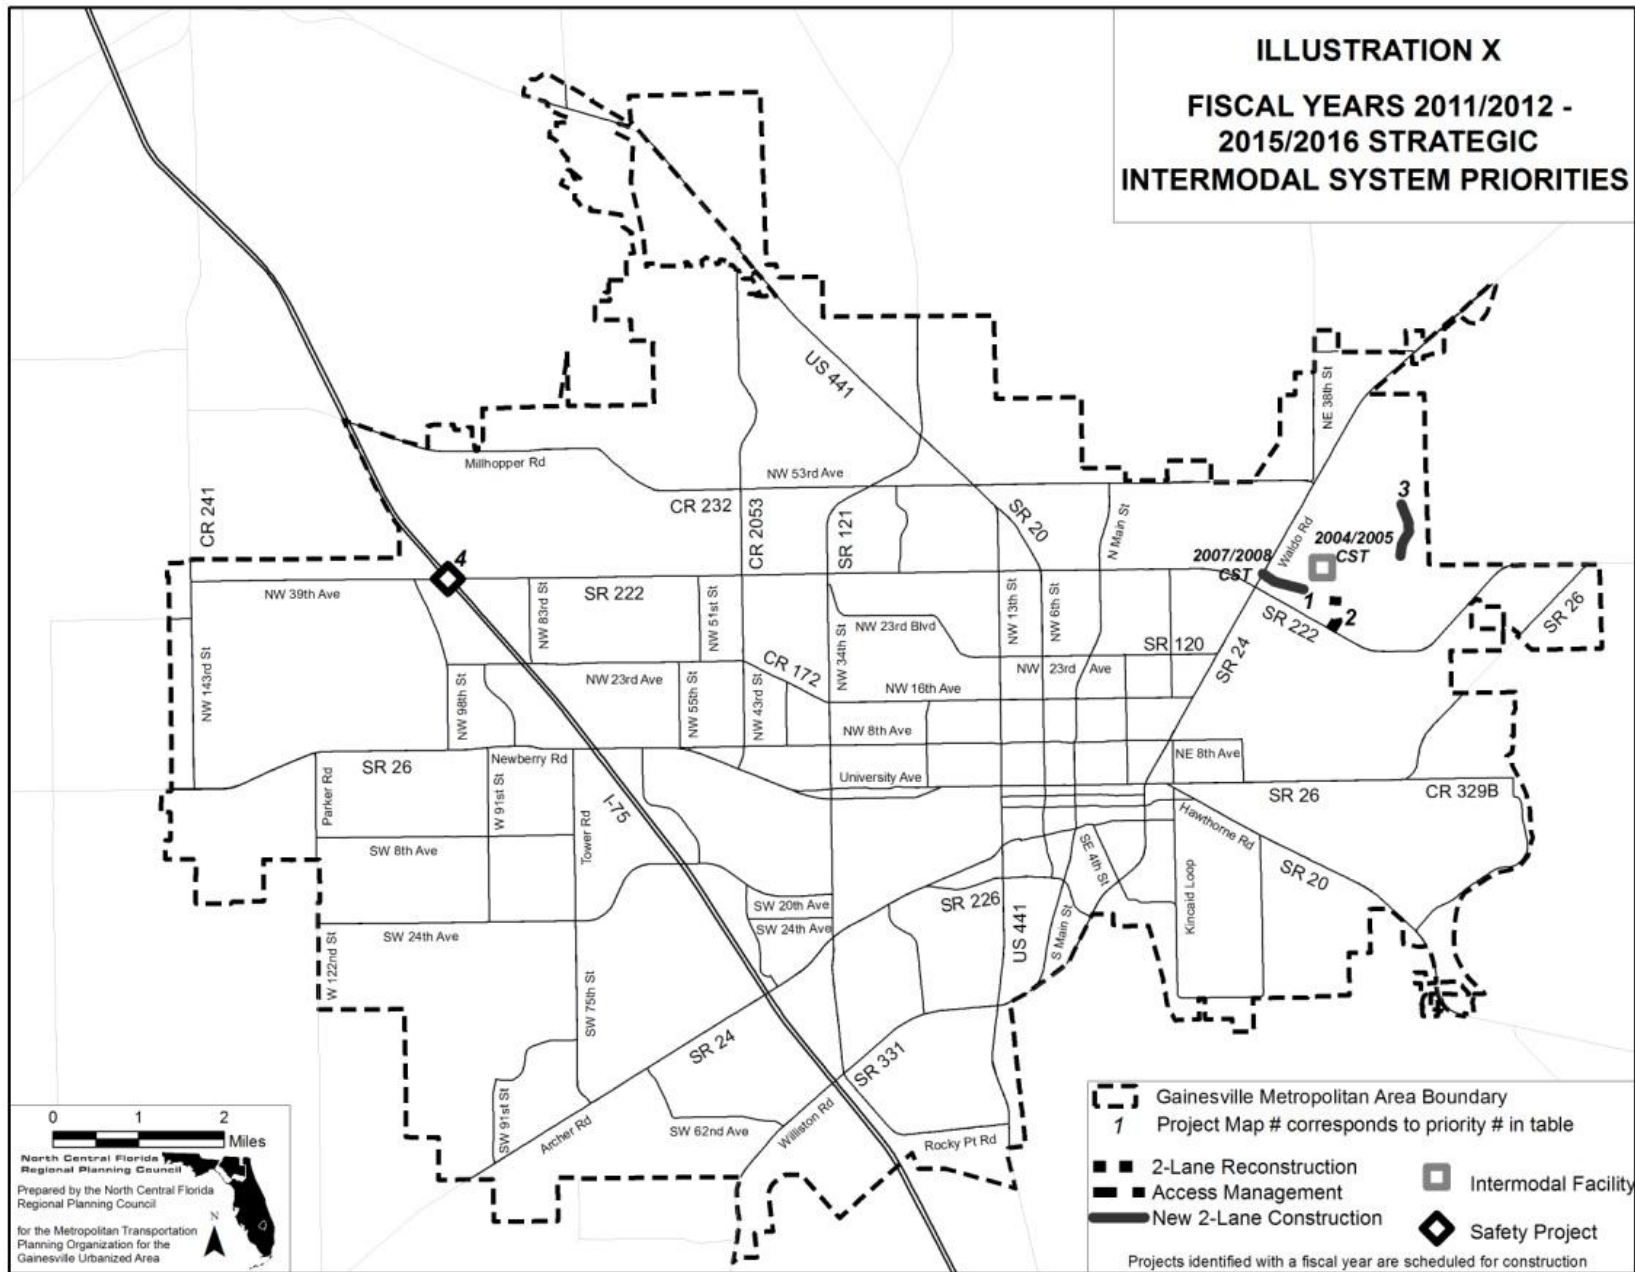 ILLUSTRATION X
FISCAL YEARS 2011/2012 -
2015/2016 STRATEGIC
INTERMODAL SYSTEM PRIORITIES
US 441
NE 38th St
Millhopper Rd
NW 53rd Ave
CR 241
CR 232
CR 2053
SR 121
SR 20
N Main St
Waldo Rd
3
2004/2005
CST
2007/2008
CST
4
1
2
NW 39th Ave
SR 222
NW 83rd St
NW 51st St
NW 34th St
NW 23rd Blvd
NW 13th St
NW 6th St
SR 120
SR 222
SR 26
SR 24
NW 143rd St
NW 98th St
NW 23rd Ave
NW 55th St
NW 43rd St
CR 172
NW 16th Ave
NW 23rd Ave
NW 8th Ave
NE 8th Ave
Newberry Rd
SR 26
University Ave
SR 26
CR 329B
Parker Rd
W 91st St
Tower Rd
I-75
SW 8th Ave
Hawthorne Rd
SE 4th St
Kincaid Loop
SR 20
SW 20th Ave
SW 24th Ave
SR 226
US 441
S Main St
SW 24th Ave
W 122nd St
SW 75th St
SR 24
SR 331
SW 91st St
Archer Rd
SW 62nd Ave
Williston Rd
Rocky Pt Rd
0 1 2
Miles
North Central Florida
Regional Planning Council
Prepared by the North Central Florida
Regional Planning Council
N
for the Metropolitan Transportation
Planning Organization for the
Gainesville Urbanized Area
Gainesville Metropolitan Area Boundary
1 Project Map # corresponds to priority # in table
2-Lane Reconstruction
Access Management
New 2-Lane Construction
Intermodal Facility
Safety Project
Projects identified with a fiscal year are scheduled for construction